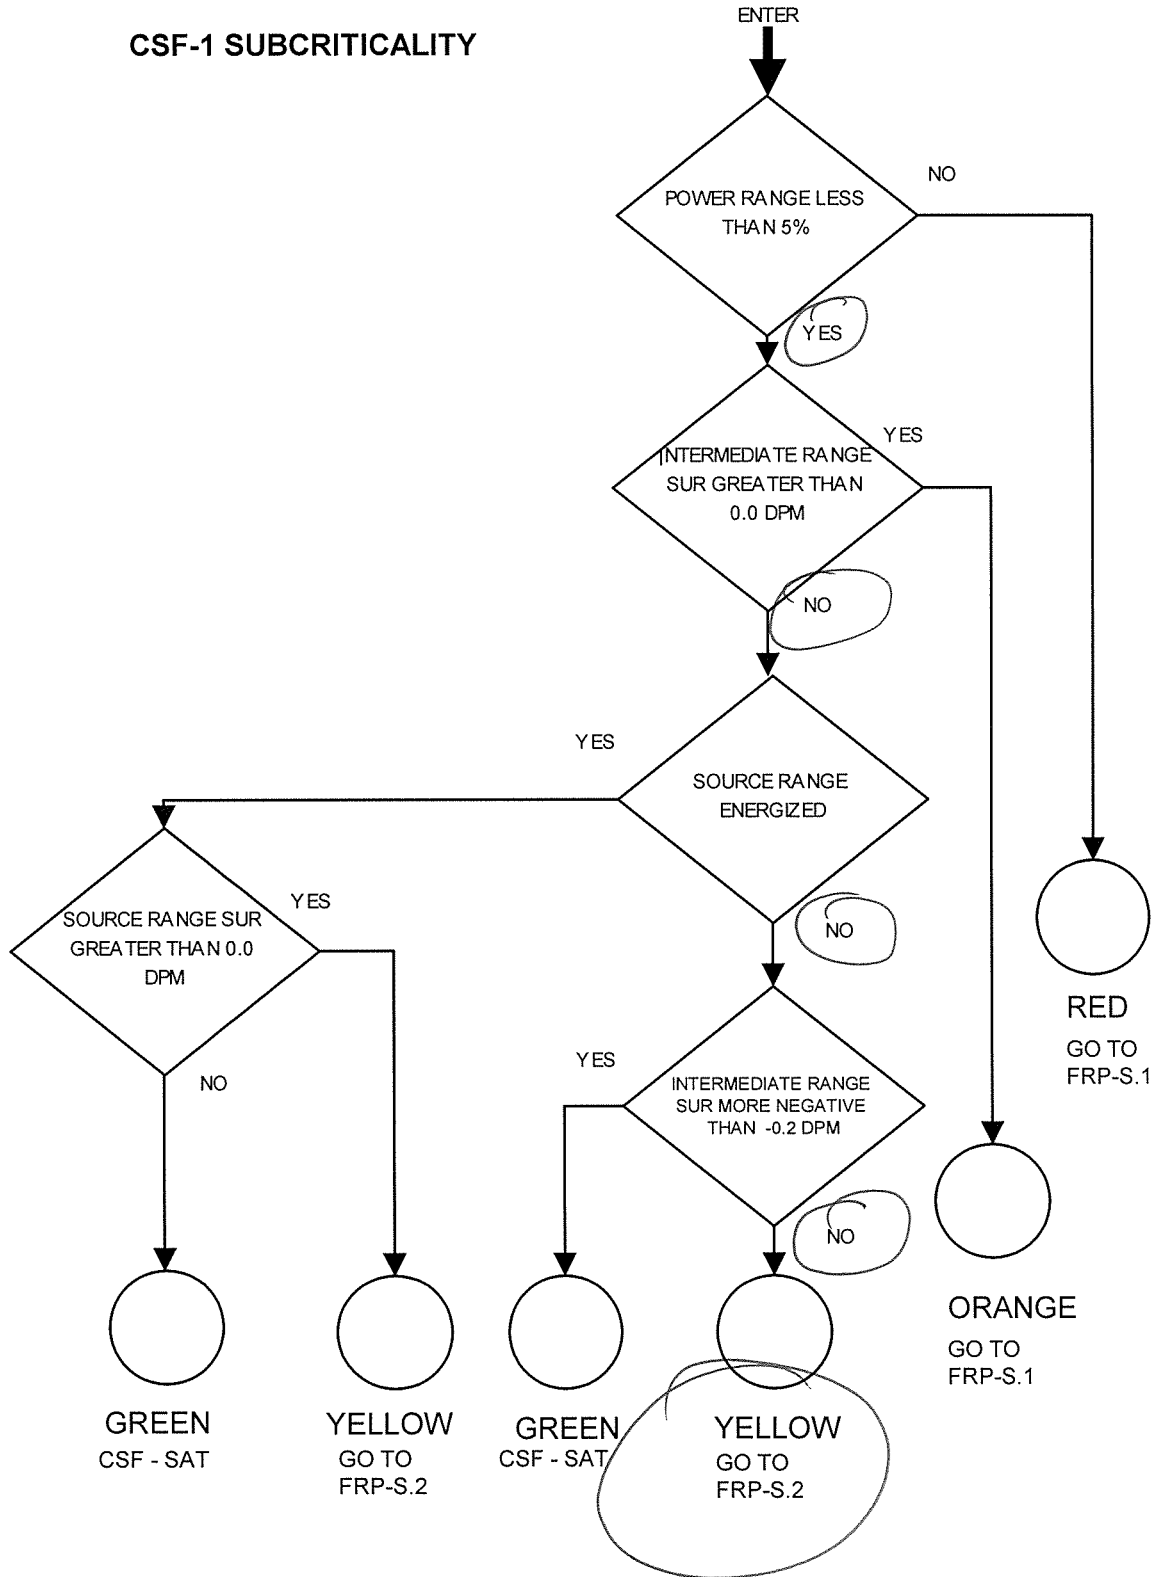 ENTER
CSF-1 SUBCRITICALITY
NO
POWER RANGE LESS
THAN 5%
YES
YES
INTERMEDIATE RANGE
SUR GREATER THAN
0.0 DPM
NO
YES
SOURCE RANGE
ENERGIZED
YES
SOURCE RANGE SUR
GREATER THAN 0.0
DPM
NO
NO
RED
GO TO
FRP-S.1
YES
INTERMEDIATE RANGE
SUR MORE NEGATIVE
THAN -0.2 DPM
NO
ORANGE
GO TO
FRP-S.1
GREEN
CSF - SAT
YELLOW
GO TO
FRP-S.2
GREEN
CSF - SAT
YELLOW
GO TO
FRP-S.2